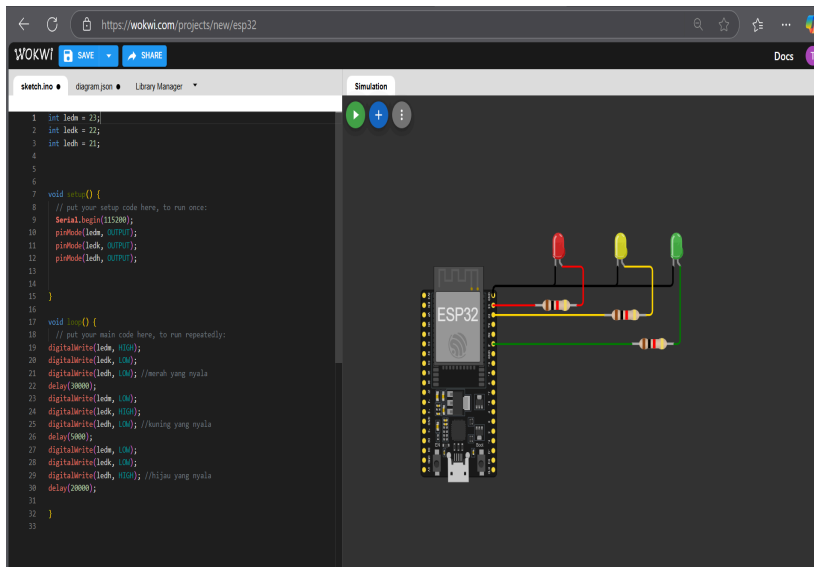 https://wokwi.com/projects/new/esp32
WOKWI SAVE SHARE Docs
sketch.ino ● diagram.json ● Library Manager Simulation
1 int ledm = 23;
2 int ledk = 22;
3 int ledh = 21;
4
5
6
7 void setup() {
8 // put your setup code here, to run once:
9 Serial.begin(115200);
10 pinMode(ledm, OUTPUT);
11 pinMode(ledk, OUTPUT);
12 pinMode(ledh, OUTPUT);
13
14
15 }
16
17 void loop() {
18 // put your main code here, to run repeatedly:
19 digitalWrite(ledm, HIGH);
20 digitalWrite(ledk, LOW);
21 digitalWrite(ledh, LOW); //merah yang nyala
22 delay(30000);
23 digitalWrite(ledm, LOW);
24 digitalWrite(ledk, HIGH);
25 digitalWrite(ledh, LOW); //kuning yang nyala
26 delay(5000);
27 digitalWrite(ledm, LOW);
28 digitalWrite(ledk, LOW);
29 digitalWrite(ledh, HIGH); //hijau yang nyala
30 delay(20000);
31
32 }
33
ESP32